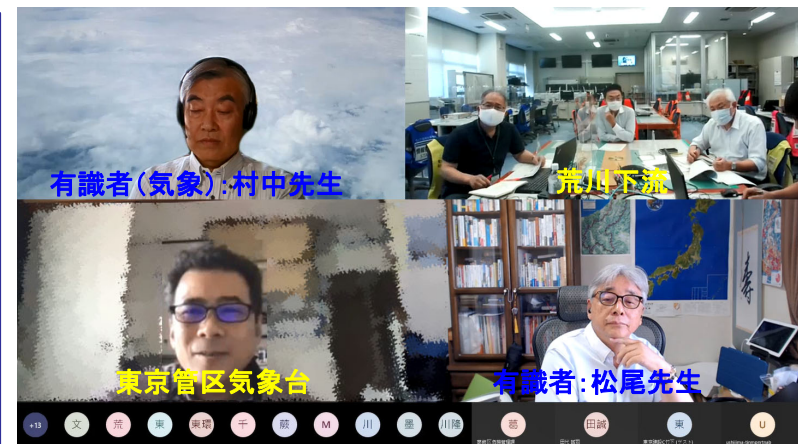 有識者(気象):村中先生
荒川下流
東京管区気象台
有識者:松尾先生
+13
文
荒
東
東環
千
蕨
M
川
墨
川隆
葛
田誠
東
U
寿